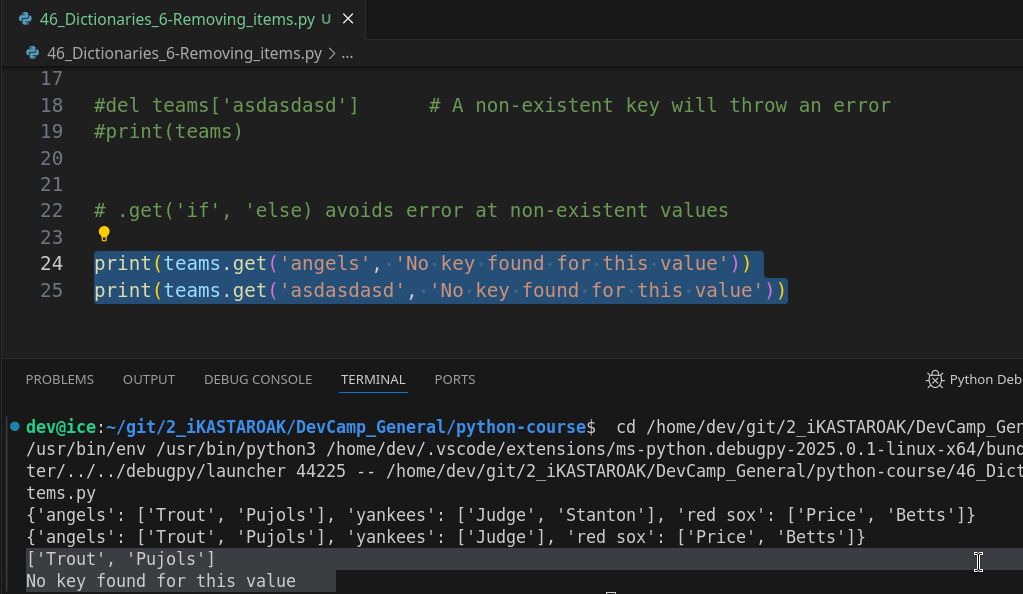 46_Dictionaries_6-Removing_items.py U
46_Dictionaries_6-Removing_items.py > ...
17
18 #del teams['asdasdasd']      # A non-existent key will throw an error
19 #print(teams)
20
21
22 # .get('if', 'else) avoids error at non-existent values
23
24 print(teams.get('angels', 'No key found for this value'))
25 print(teams.get('asdasdasd', 'No key found for this value'))
PROBLEMS OUTPUT DEBUG CONSOLE TERMINAL PORTS Python Deb
dev@ice:~/git/2_iKASTAROAK/DevCamp_General/python-course$  cd /home/dev/git/2_iKASTAROAK/DevCamp_Gen
/usr/bin/env /usr/bin/python3 /home/dev/.vscode/extensions/ms-python.debugpy-2025.0.1-linux-x64/bund
ter/../../debugpy/launcher 44225 -- /home/dev/git/2_iKASTAROAK/DevCamp_General/python-course/46_Dict
tems.py
{'angels': ['Trout', 'Pujols'], 'yankees': ['Judge', 'Stanton'], 'red sox': ['Price', 'Betts']}
{'angels': ['Trout', 'Pujols'], 'yankees': ['Judge'], 'red sox': ['Price', 'Betts']}
['Trout', 'Pujols']
No key found for this value